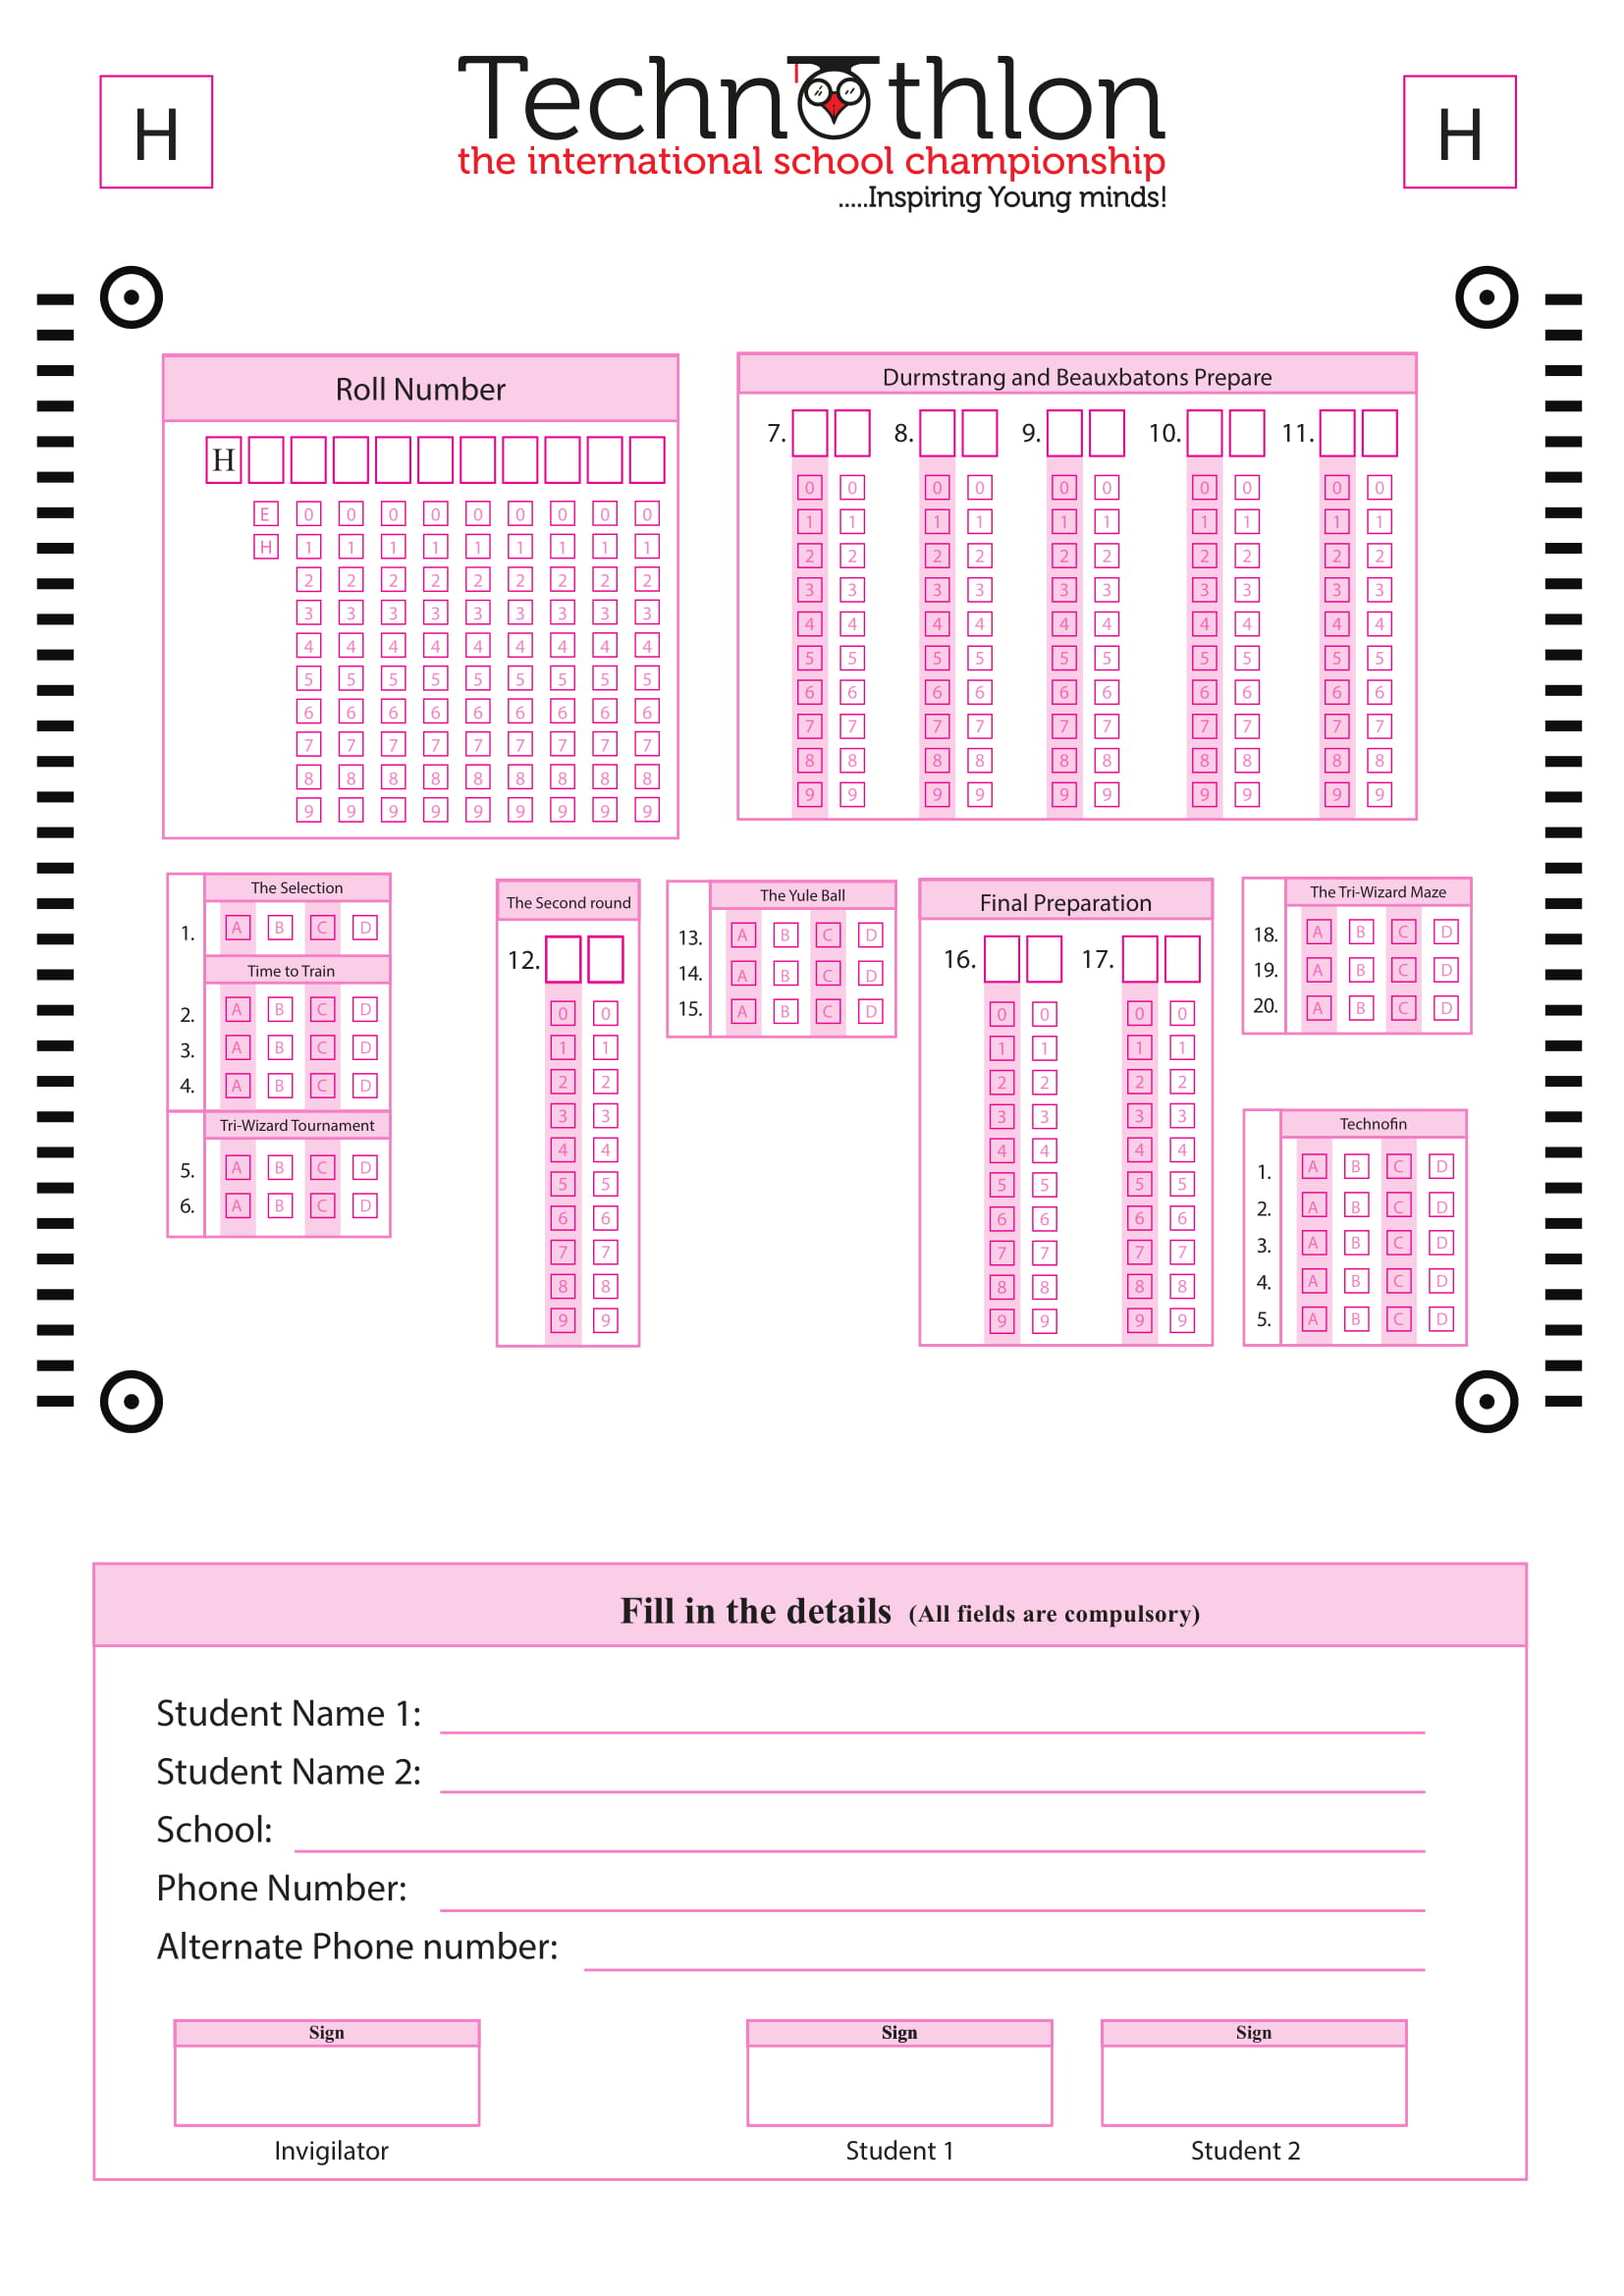 H
Technothlon
H
the international school championship
.....Inspiring Young minds!
Roll Number
H
E 0 0 0 0 0 0 0 0 0
H 1 1 1 1 1 1 1 1 1
2 2 2 2 2 2 2 2 2
3 3 3 3 3 3 3 3 3
4 4 4 4 4 4 4 4 4
5 5 5 5 5 5 5 5 5
6 6 6 6 6 6 6 6 6
7 7 7 7 7 7 7 7 7
8 8 8 8 8 8 8 8 8
9 9 9 9 9 9 9 9 9
Durmstrang and Beauxbatons Prepare
7. 8. 9. 10. 11.
0 0 0 0 0 0 0 0 0 0
1 1 1 1 1 1 1 1 1 1
2 2 2 2 2 2 2 2 2 2
3 3 3 3 3 3 3 3 3 3
4 4 4 4 4 4 4 4 4 4
5 5 5 5 5 5 5 5 5 5
6 6 6 6 6 6 6 6 6 6
7 7 7 7 7 7 7 7 7 7
8 8 8 8 8 8 8 8 8 8
9 9 9 9 9 9 9 9 9 9
The Selection
1. A B C D
Time to Train
2. A B C D
3. A B C D
4. A B C D
Tri-Wizard Tournament
5. A B C D
6. A B C D
The Second round
12.
0 0
1 1
2 2
3 3
4 4
5 5
6 6
7 7
8 8
9 9
The Yule Ball
13. A B C D
14. A B C D
15. A B C D
Final Preparation
16. 17.
0 0 0 0
1 1 1 1
2 2 2 2
3 3 3 3
4 4 4 4
5 5 5 5
6 6 6 6
7 7 7 7
8 8 8 8
9 9 9 9
The Tri-Wizard Maze
18. A B C D
19. A B C D
20. A B C D
Technofin
1. A B C D
2. A B C D
3. A B C D
4. A B C D
5. A B C D
Fill in the details (All fields are compulsory)
Student Name 1:
Student Name 2:
School:
Phone Number:
Alternate Phone number:
Sign Sign Sign
Invigilator Student 1 Student 2